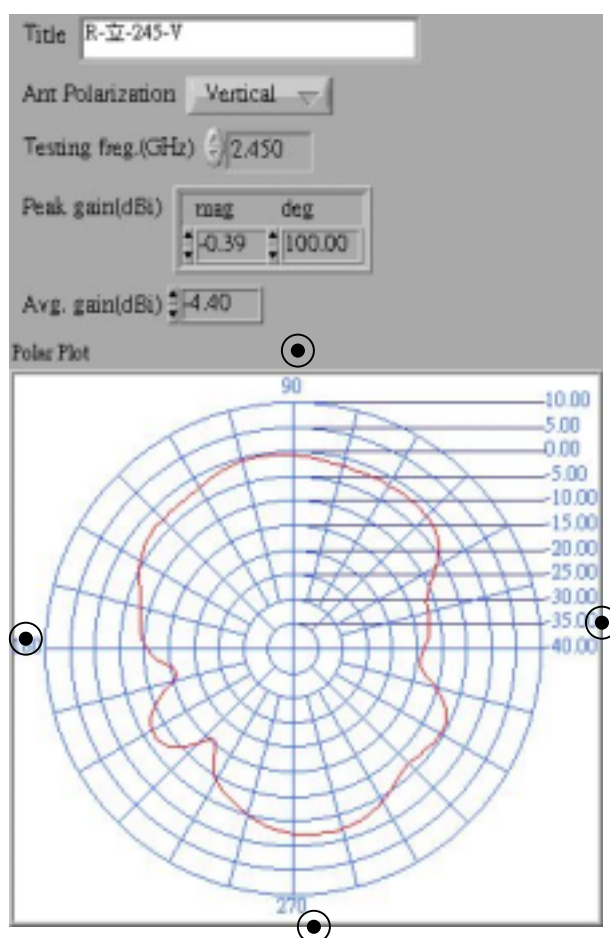 Title R-立-245-V
Ant Polarization Vertical
Testing freg.(GHz) 2.450
Peak gain(dBi) mag deg
-0.39 100.00
Avg. gain(dBi) -4.40
Polar Plot
90
10.00
5.00
0.00
-5.00
-10.00
-15.00
-20.00
-25.00
-30.00
-35.00
-40.00
270